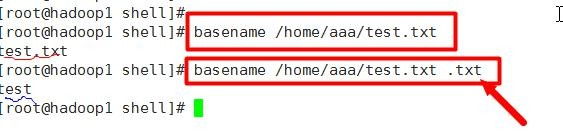 [root@hadoop1 shell]#
[root@hadoop1 shell]# basename /home/aaa/test.txt
test.txt
[root@hadoop1 shell]# basename /home/aaa/test.txt .txt
test
[root@hadoop1 shell]#